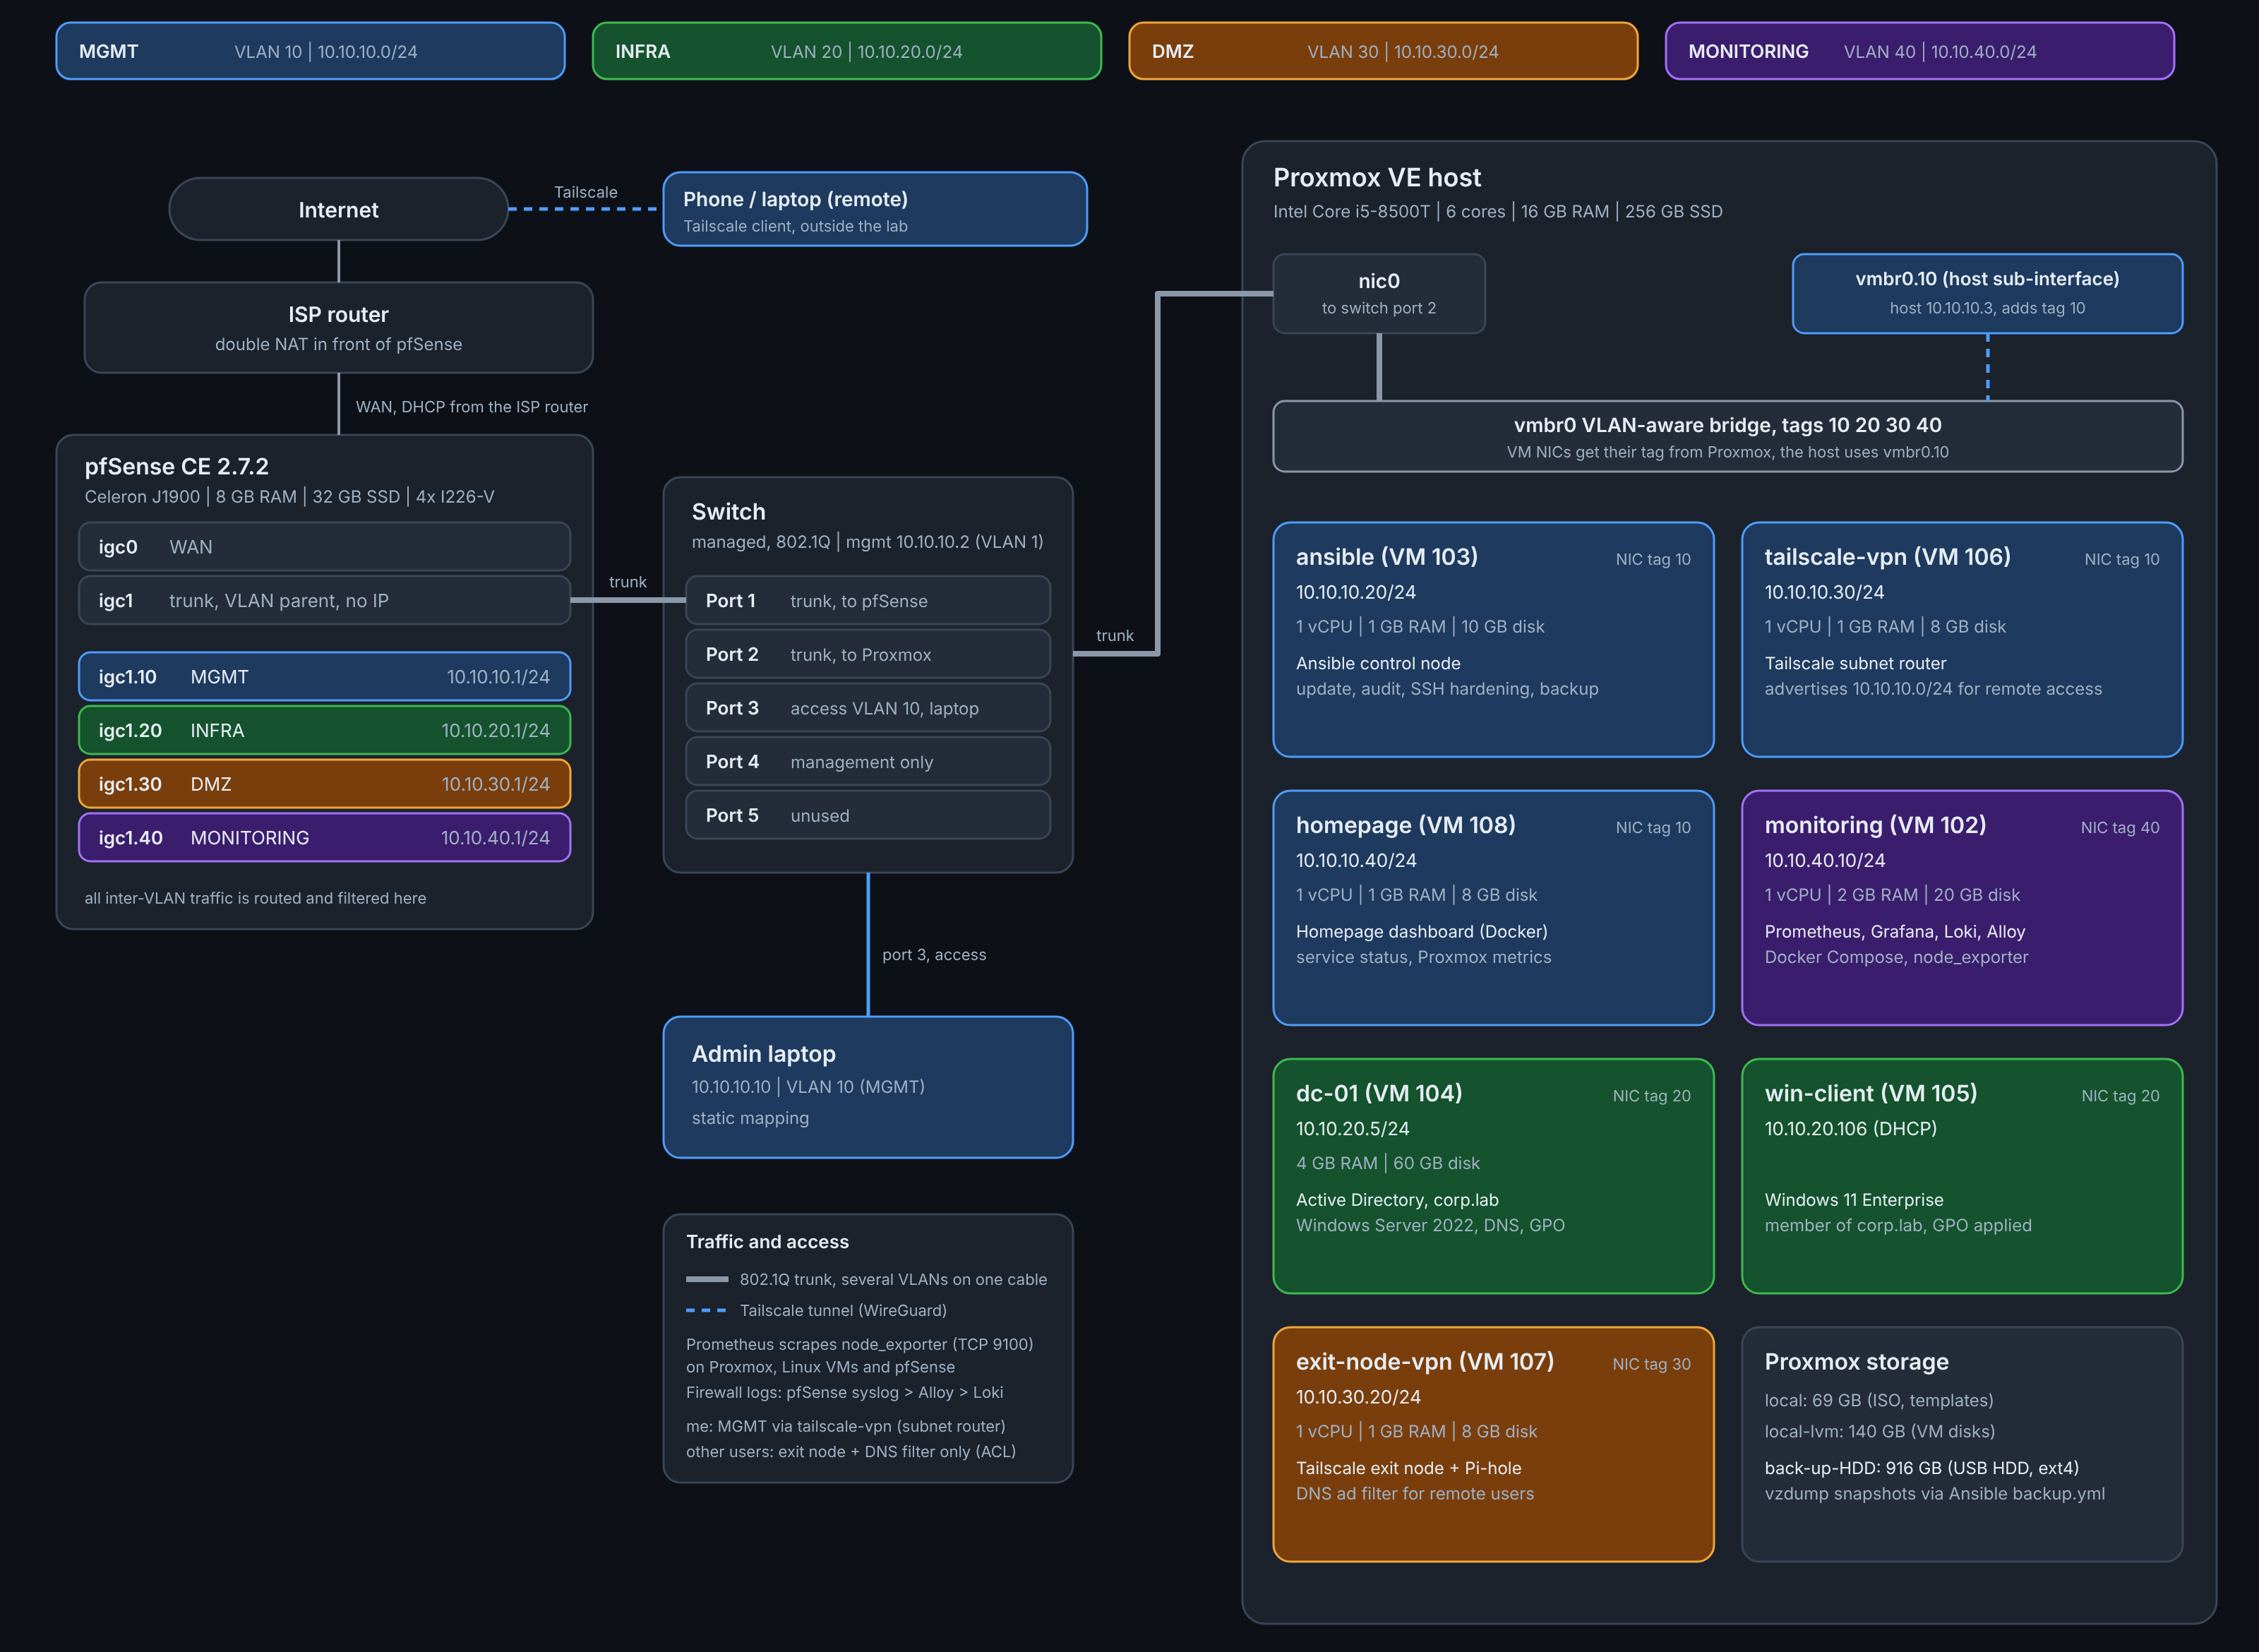 MGMT VLAN 10 | 10.10.10.0/24
INFRA VLAN 20 | 10.10.20.0/24
DMZ VLAN 30 | 10.10.30.0/24
MONITORING VLAN 40 | 10.10.40.0/24
Internet
Tailscale
Phone / laptop (remote)
Tailscale client, outside the lab
ISP router
double NAT in front of pfSense
WAN, DHCP from the ISP router
pfSense CE 2.7.2
Celeron J1900 | 8 GB RAM | 32 GB SSD | 4x I226-V
igc0 WAN
igc1 trunk, VLAN parent, no IP
igc1.10 MGMT 10.10.10.1/24
igc1.20 INFRA 10.10.20.1/24
igc1.30 DMZ 10.10.30.1/24
igc1.40 MONITORING 10.10.40.1/24
all inter-VLAN traffic is routed and filtered here
trunk
Switch
managed, 802.1Q | mgmt 10.10.10.2 (VLAN 1)
Port 1 trunk, to pfSense
Port 2 trunk, to Proxmox
Port 3 access VLAN 10, laptop
Port 4 management only
Port 5 unused
trunk
port 3, access
Admin laptop
10.10.10.10 | VLAN 10 (MGMT)
static mapping
Traffic and access
802.1Q trunk, several VLANs on one cable
Tailscale tunnel (WireGuard)
Prometheus scrapes node_exporter (TCP 9100)
on Proxmox, Linux VMs and pfSense
Firewall logs: pfSense syslog > Alloy > Loki
me: MGMT via tailscale-vpn (subnet router)
other users: exit node + DNS filter only (ACL)
Proxmox VE host
Intel Core i5-8500T | 6 cores | 16 GB RAM | 256 GB SSD
nic0
to switch port 2
vmbr0.10 (host sub-interface)
host 10.10.10.3, adds tag 10
vmbr0 VLAN-aware bridge, tags 10 20 30 40
VM NICs get their tag from Proxmox, the host uses vmbr0.10
ansible (VM 103) NIC tag 10
10.10.10.20/24
1 vCPU | 1 GB RAM | 10 GB disk
Ansible control node
update, audit, SSH hardening, backup
tailscale-vpn (VM 106) NIC tag 10
10.10.10.30/24
1 vCPU | 1 GB RAM | 8 GB disk
Tailscale subnet router
advertises 10.10.10.0/24 for remote access
homepage (VM 108) NIC tag 10
10.10.10.40/24
1 vCPU | 1 GB RAM | 8 GB disk
Homepage dashboard (Docker)
service status, Proxmox metrics
monitoring (VM 102) NIC tag 40
10.10.40.10/24
1 vCPU | 2 GB RAM | 20 GB disk
Prometheus, Grafana, Loki, Alloy
Docker Compose, node_exporter
dc-01 (VM 104) NIC tag 20
10.10.20.5/24
4 GB RAM | 60 GB disk
Active Directory, corp.lab
Windows Server 2022, DNS, GPO
win-client (VM 105) NIC tag 20
10.10.20.106 (DHCP)
Windows 11 Enterprise
member of corp.lab, GPO applied
exit-node-vpn (VM 107) NIC tag 30
10.10.30.20/24
1 vCPU | 1 GB RAM | 8 GB disk
Tailscale exit node + Pi-hole
DNS ad filter for remote users
Proxmox storage
local: 69 GB (ISO, templates)
local-lvm: 140 GB (VM disks)
back-up-HDD: 916 GB (USB HDD, ext4)
vzdump snapshots via Ansible backup.yml